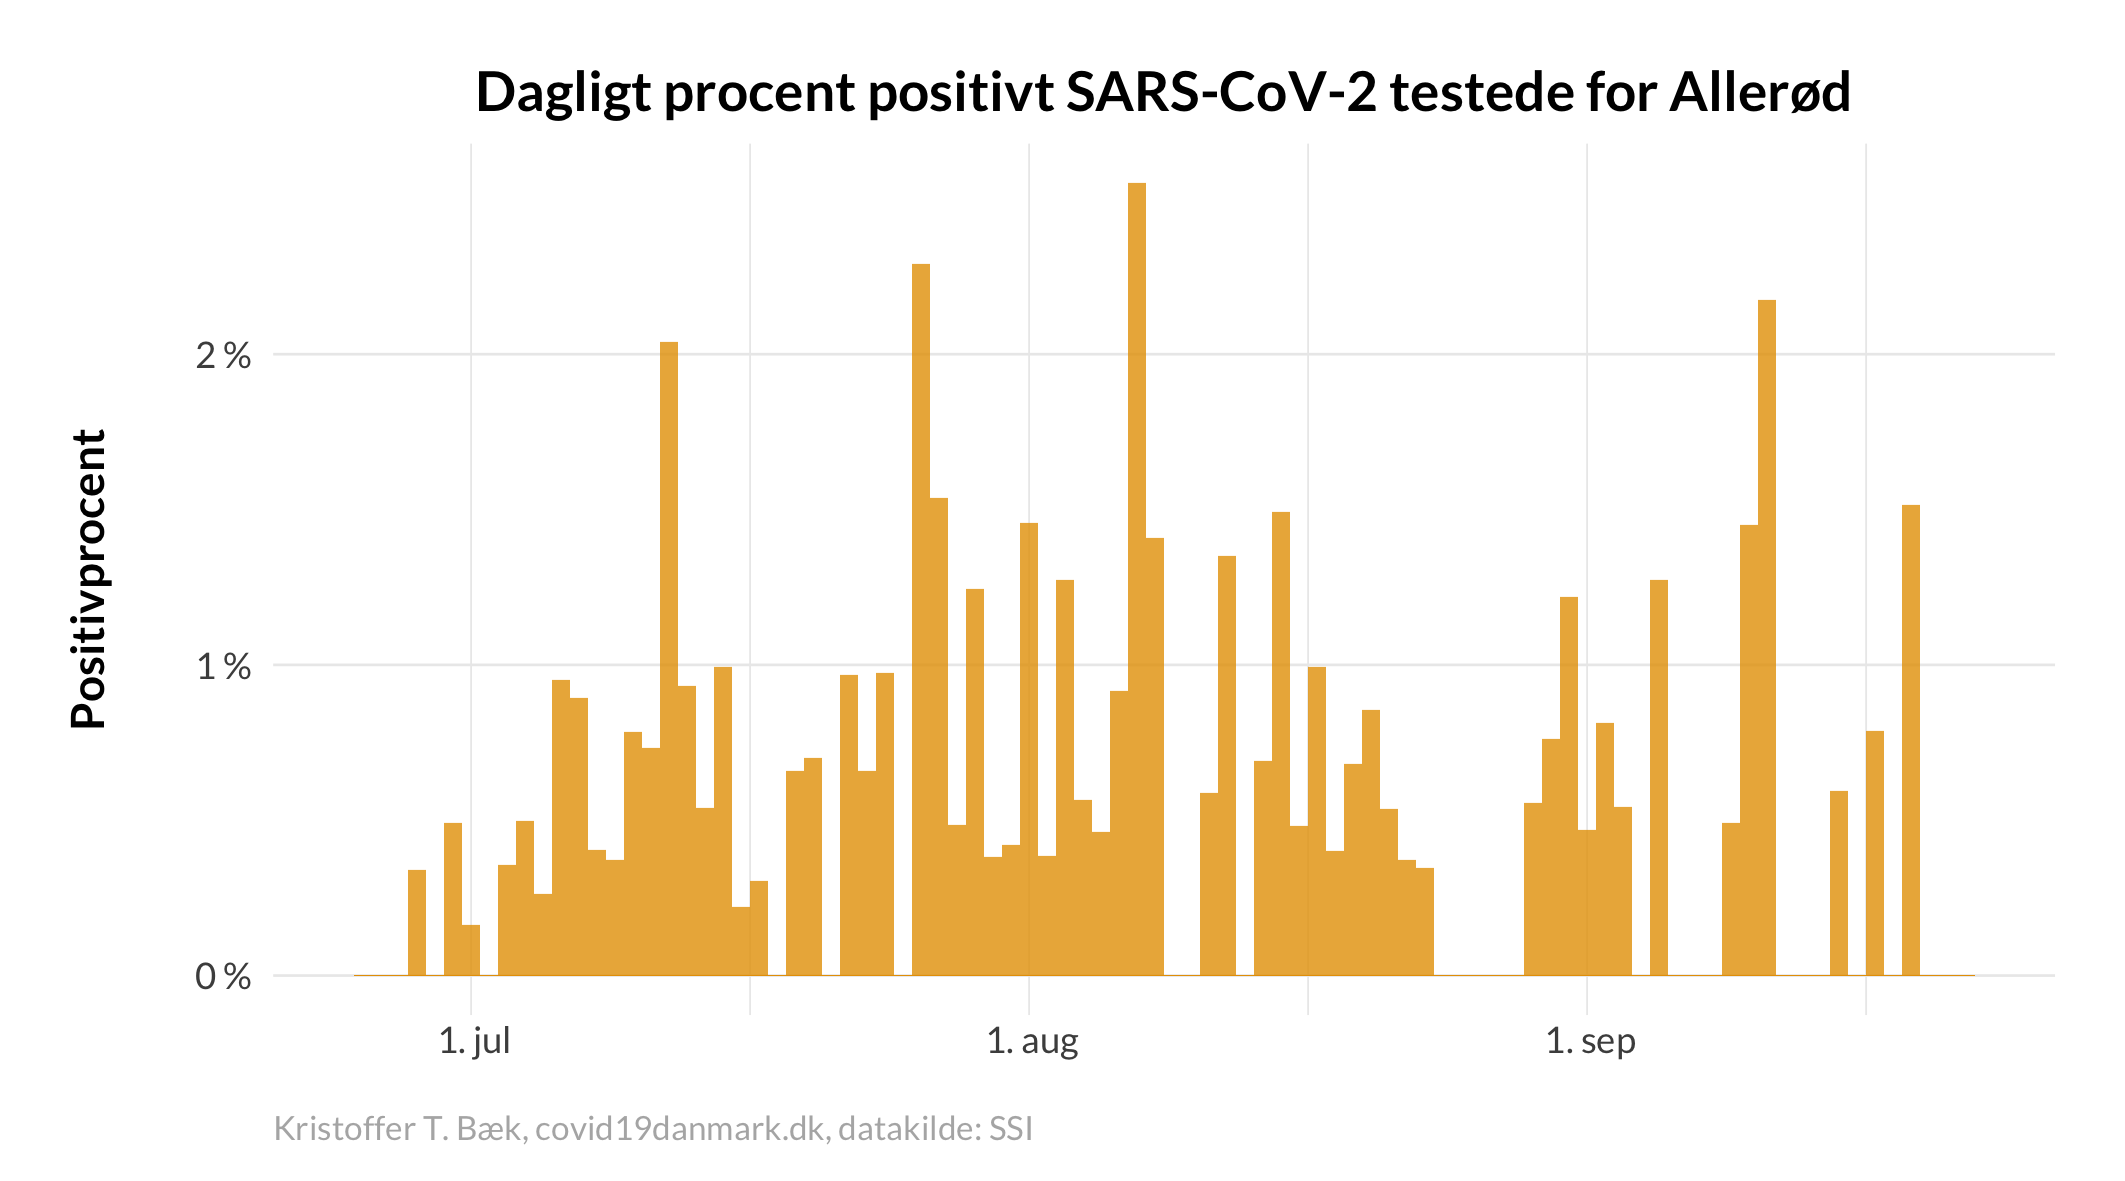 Dagligt procent positivt SARS-CoV-2 testede for Allerød
Positivprocent
2 %
1 %
0 %
1. jul
1. aug
1. sep
Kristoffer T. Bæk, covid19danmark.dk, datakilde: SSI